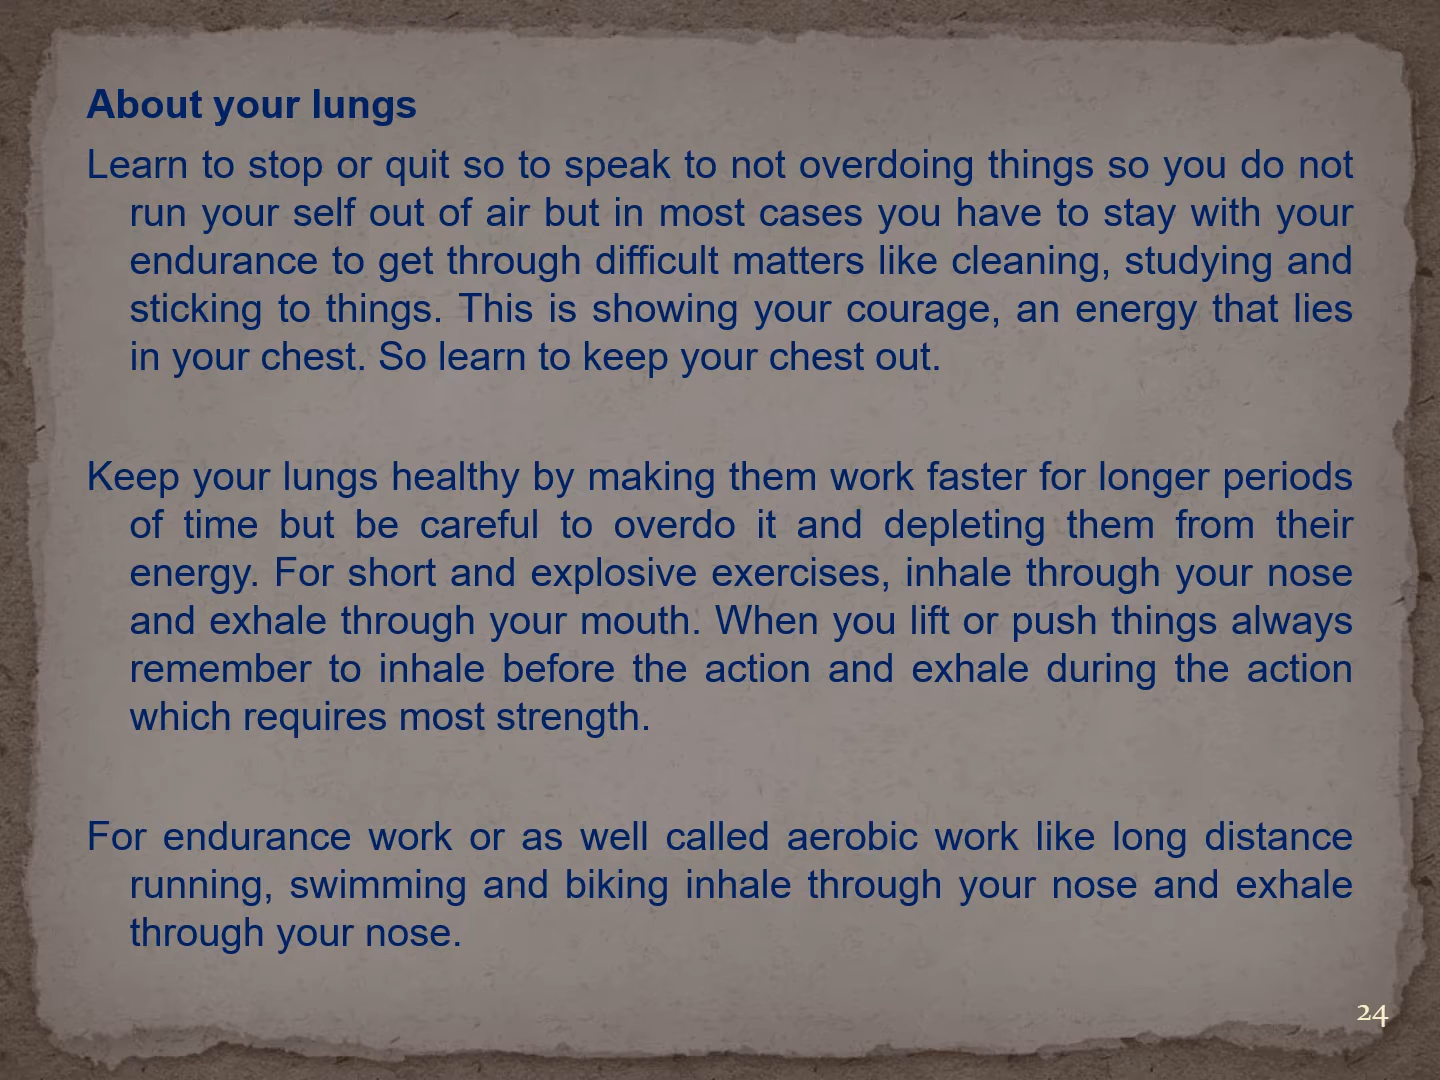 About your lungs
Learn to stop or quit so to speak to not overdoing things so you do not
run your self out of air but in most cases you have to stay with your
endurance to get through difficult matters like cleaning, studying and
sticking to things. This is showing your courage, an energy that lies
in your chest. So learn to keep your chest out.
Keep your lungs healthy by making them work faster for longer periods
of time but be careful to overdo it and depleting them from their
energy. For short and explosive exercises, inhale through your nose
and exhale through your mouth. When you lift or push things always
remember to inhale before the action and exhale during the action
which requires most strength.
For endurance work or as well called aerobic work like long distance
running, swimming and biking inhale through your nose and exhale
through your nose.
24